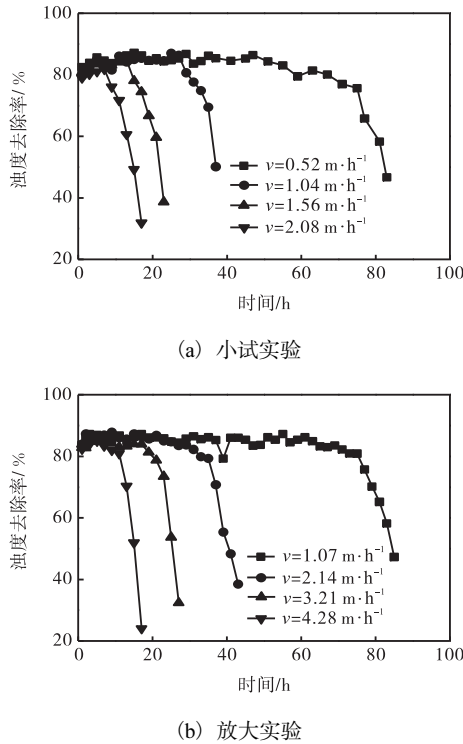 100
80
60
40
20
浊度去除率/%
v=0.52 m·h⁻¹
v=1.04 m·h⁻¹
v=1.56 m·h⁻¹
v=2.08 m·h⁻¹
0 20 40 60 80 100
时间/h
(a) 小试实验
100
80
60
40
20
浊度去除率/%
v=1.07 m·h⁻¹
v=2.14 m·h⁻¹
v=3.21 m·h⁻¹
v=4.28 m·h⁻¹
0 20 40 60 80 100
时间/h
(b) 放大实验